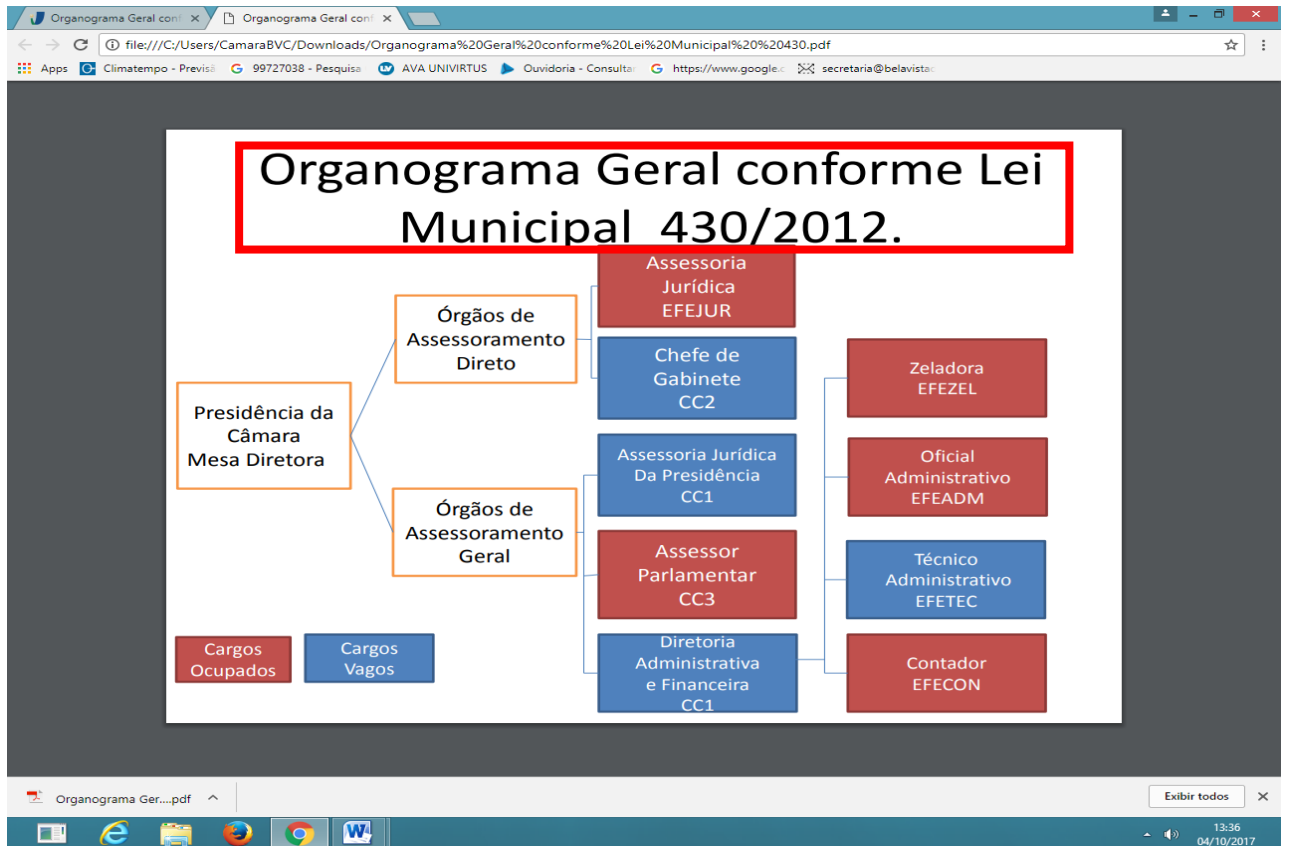 Organograma Geral conf
Organograma Geral conf
file:///C:/Users/CamaraBVC/Downloads/Organograma%20Geral%20conforme%20Lei%20Municipal%20%20430.pdf
Apps
Climatempo - Previsã
99727038 - Pesquisa
AVA UNIVIRTUS
Ouvidoria - Consultar
https://www.google.c
secretaria@belavistac
Organograma Geral conforme Lei
Municipal 430/2012.
Presidência da
Câmara
Mesa Diretora
Órgãos de
Assessoramento
Direto
Órgãos de
Assessoramento
Geral
Assessoria
Jurídica
EFEJUR
Chefe de
Gabinete
CC2
Assessoria Jurídica
Da Presidência
CC1
Assessor
Parlamentar
CC3
Diretoria
Administrativa
e Financeira
CC1
Zeladora
EFEZEL
Oficial
Administrativo
EFEADM
Técnico
Administrativo
EFETEC
Contador
EFECON
Cargos
Ocupados
Cargos
Vagos
Organograma Ger....pdf
Exibir todos
13:36
04/10/2017